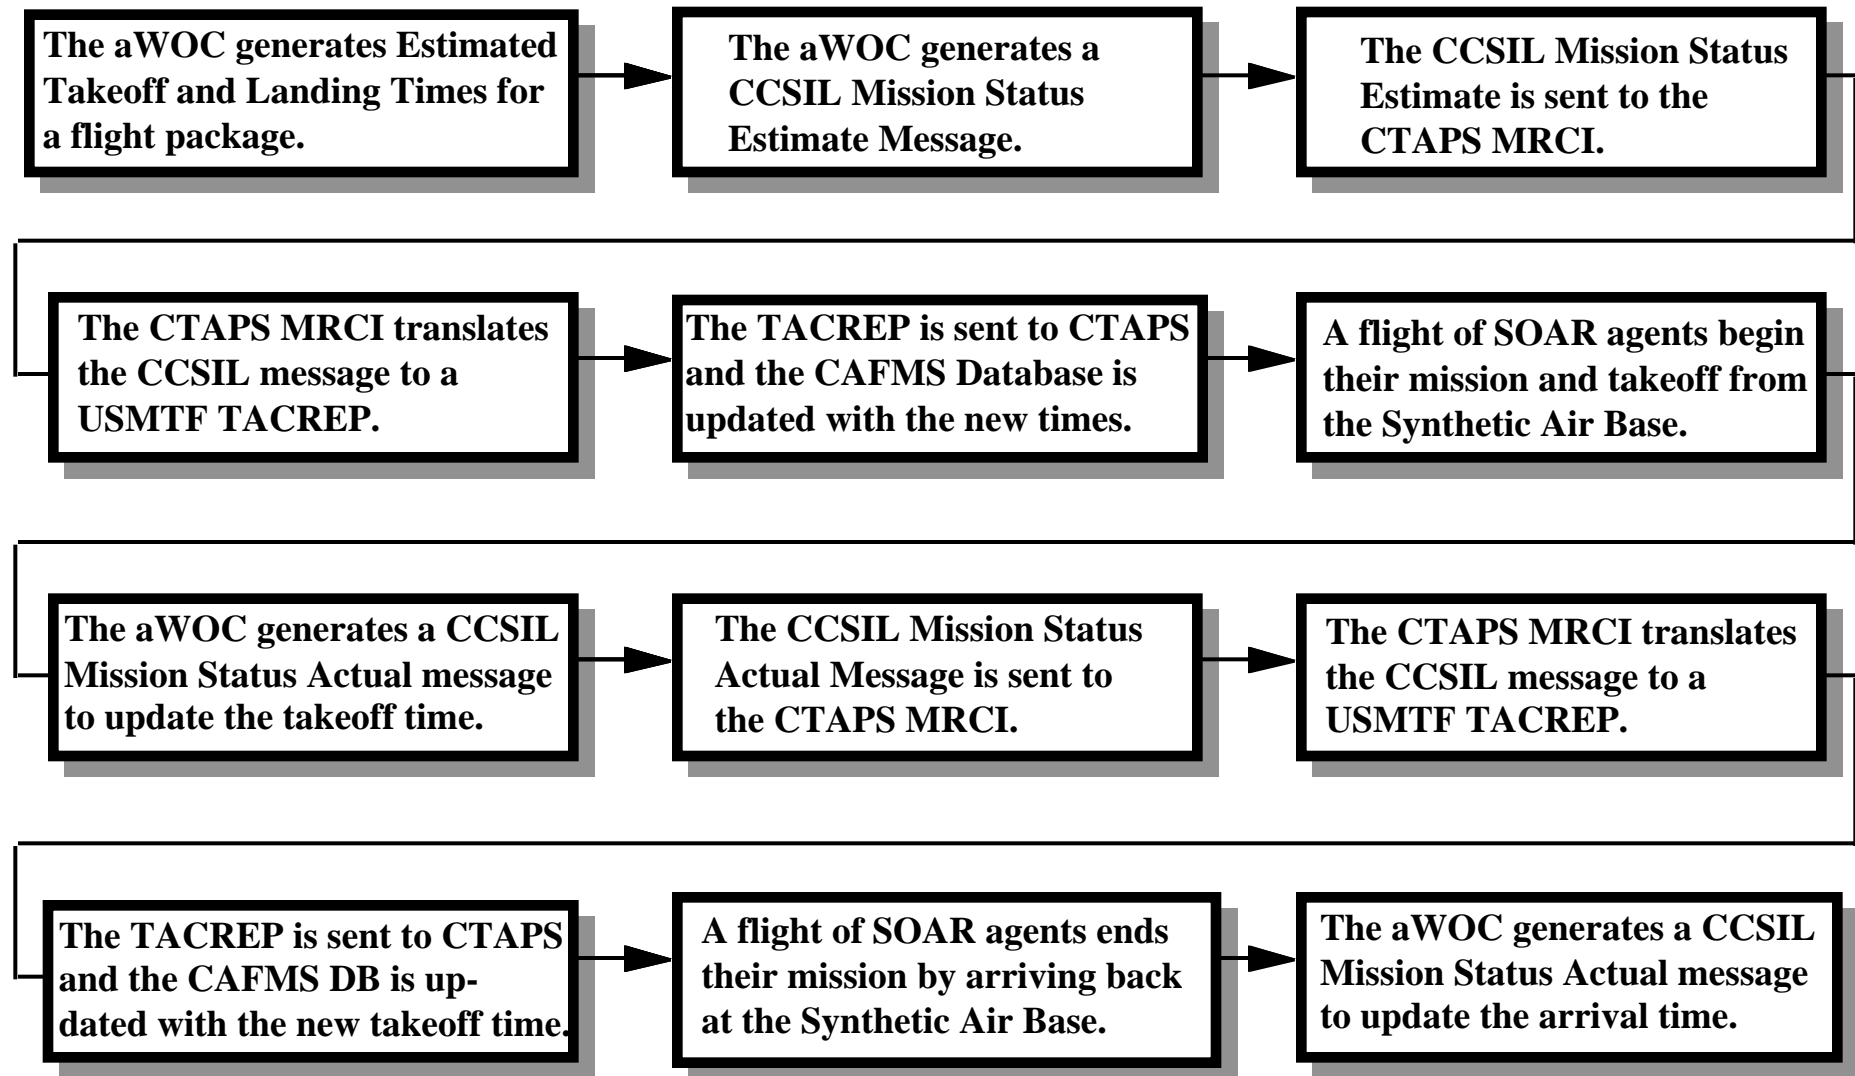 The aWOC generates Estimated
Takeoff and Landing Times for
a flight package.
The aWOC generates a
CCSIL Mission Status
Estimate Message.
The CCSIL Mission Status
Estimate is sent to the
CTAPS MRCI.
The CTAPS MRCI translates
the CCSIL message to a
USMTF TACREP.
The TACREP is sent to CTAPS
and the CAFMS Database is
updated with the new times.
A flight of SOAR agents begin
their mission and takeoff from
the Synthetic Air Base.
The aWOC generates a CCSIL
Mission Status Actual message
to update the takeoff time.
The CCSIL Mission Status
Actual Message is sent to
the CTAPS MRCI.
The CTAPS MRCI translates
the CCSIL message to a
USMTF TACREP.
The TACREP is sent to CTAPS
and the CAFMS DB is up-
dated with the new takeoff time.
A flight of SOAR agents ends
their mission by arriving back
at the Synthetic Air Base.
The aWOC generates a CCSIL
Mission Status Actual message
to update the arrival time.